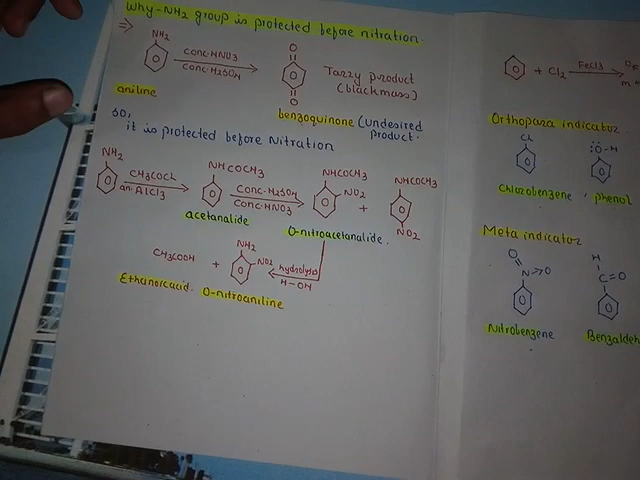 Why -NH2 group is protected before nitration.
⇒
NH2
Conc·HNO3
Conc·H2SO4
O
O
Tarry product
(blackmass)
aniline
benzoquinone (Undesired
product.
SO,
it is protected before Nitration
NH2
CH3COCl
an·AlCl3
NHCOCH3
Conc·H2SO4
Conc·HNO3
NHCOCH3
NO2
+
NHCOCH3
NO2
acetanalide
O-nitroacetanalide.
CH3COOH + NH2
NO2
hydrolysis
H-OH
Ethanoic acid. O-nitroaniline
+ Cl2 FeCl3
Orthopara indicator
Cl
Ö-H
Chlorobenzene, phenol
Meta indicator
O
N
O
H
C=O
Nitrobenzene
Benzaldeh